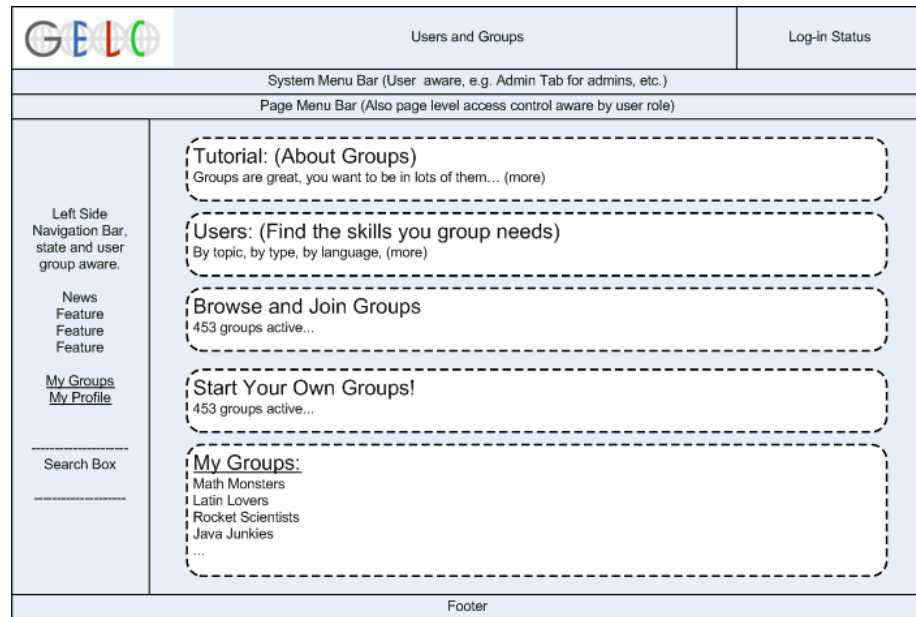 GELC
Users and Groups
Log-in Status
System Menu Bar (User aware, e.g. Admin Tab for admins, etc.)
Page Menu Bar (Also page level access control aware by user role)
Left Side
Navigation Bar,
state and user
group aware.
News
Feature
Feature
Feature
My Groups
My Profile
Search Box
Tutorial: (About Groups)
Groups are great, you want to be in lots of them... (more)
Users: (Find the skills you group needs)
By topic, by type, by language, (more)
Browse and Join Groups
453 groups active...
Start Your Own Groups!
453 groups active...
My Groups:
Math Monsters
Latin Lovers
Rocket Scientists
Java Junkies
...
Footer